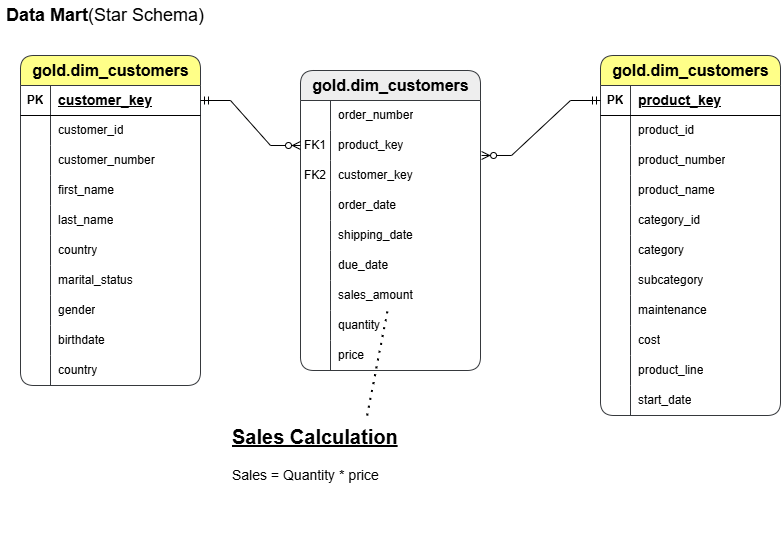 Data Mart(Star Schema)
gold.dim_customers
PK customer_key
customer_id
customer_number
first_name
last_name
country
marital_status
gender
birthdate
country
gold.dim_customers
order_number
FK1 product_key
FK2 customer_key
order_date
shipping_date
due_date
sales_amount
quantity
price
gold.dim_customers
PK product_key
product_id
product_number
product_name
category_id
category
subcategory
maintenance
cost
product_line
start_date
Sales Calculation
Sales = Quantity * price